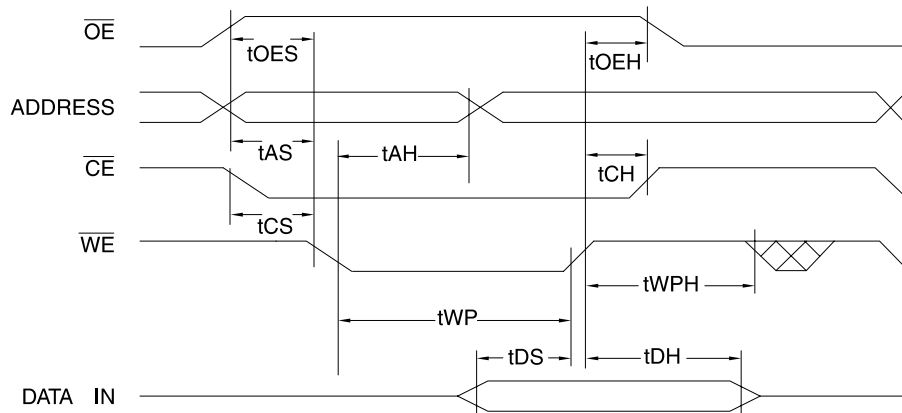 OE
tOES
tOEH
ADDRESS
tAS
tAH
CE
tCH
tCS
WE
tWPH
tWP
tDS
tDH
DATA IN